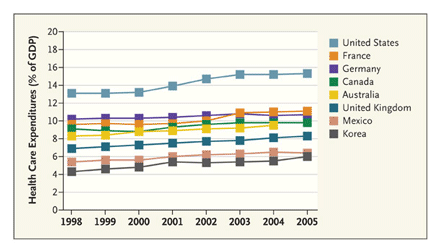 Health Care Expenditures (% of GDP)
20
18
16
14
12
10
8
6
4
2
0
1998 1999 2000 2001 2002 2003 2004 2005
United States
France
Germany
Canada
Australia
United Kingdom
Mexico
Korea